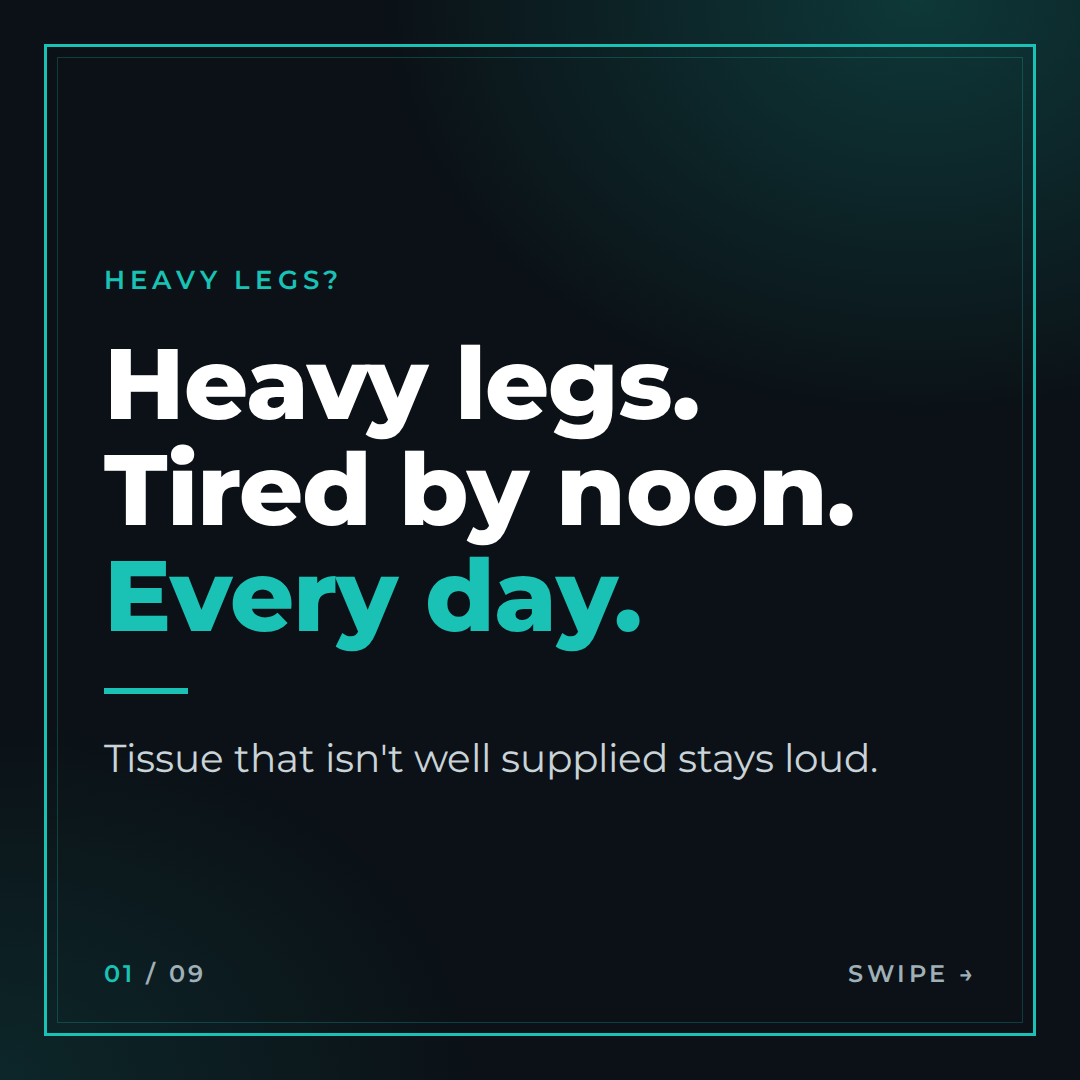 HEAVY LEGS?
Heavy legs.
Tired by noon.
Every day.
Tissue that isn't well supplied stays loud.
01 / 09
SWIPE →